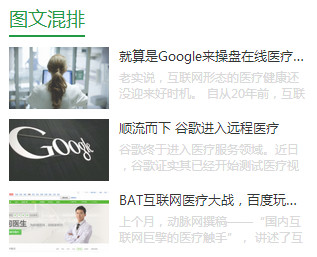 图文混排
就算是Google来操盘在线医疗...
老实说，互联网形态的医疗健康还
没迎来好时机。 自从20年前，互联
Google
顺流而下 谷歌进入远程医疗
谷歌终于进入医疗服务领域。近日
，谷歌证实其已经开始测试医疗视
BAT互联网医疗大战，百度玩...
上个月，动脉网撰稿——“国内互
联网巨擘的医疗触手”，讲述了互